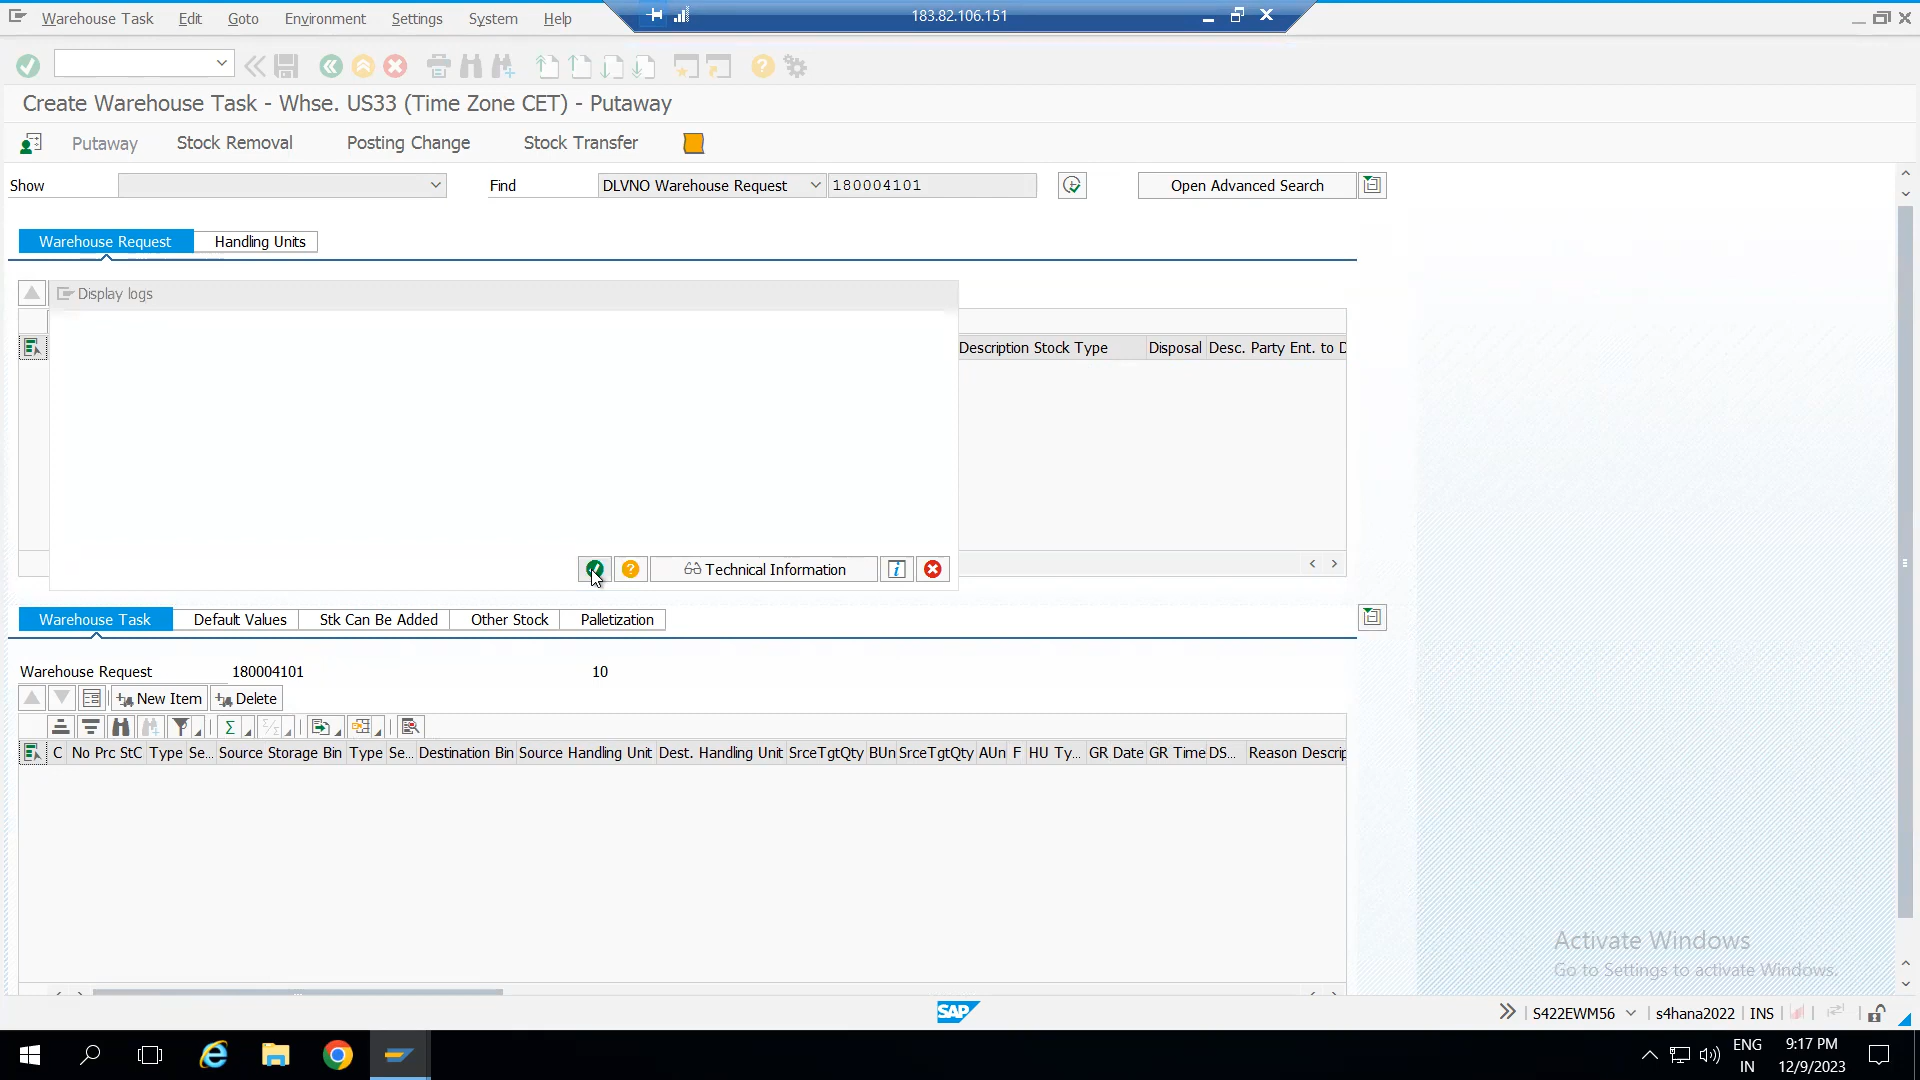 Warehouse Task Edit Goto Environment Settings System Help
183.82.106.151
Create Warehouse Task - Whse. US33 (Time Zone CET) - Putaway
Putaway Stock Removal Posting Change Stock Transfer
Show Find DLVNO Warehouse Request 180004101 Open Advanced Search
Warehouse Request Handling Units
Display logs
Description Stock Type Disposal Desc. Party Ent. to D
Technical Information
Warehouse Task Default Values Stk Can Be Added Other Stock Palletization
Warehouse Request 180004101 10
New Item Delete
C No Prc StC Type Se... Source Storage Bin Type Se... Destination Bin Source Handling Unit Dest. Handling Unit SrceTgtQty BUn SrceTgtQty AUn F HU Ty... GR Date GR Time DS... Reason Descrip
Activate Windows
Go to Settings to activate Windows.
SAP
S422EWM56 s4hana2022 INS
ENG 9:17 PM
IN 12/9/2023